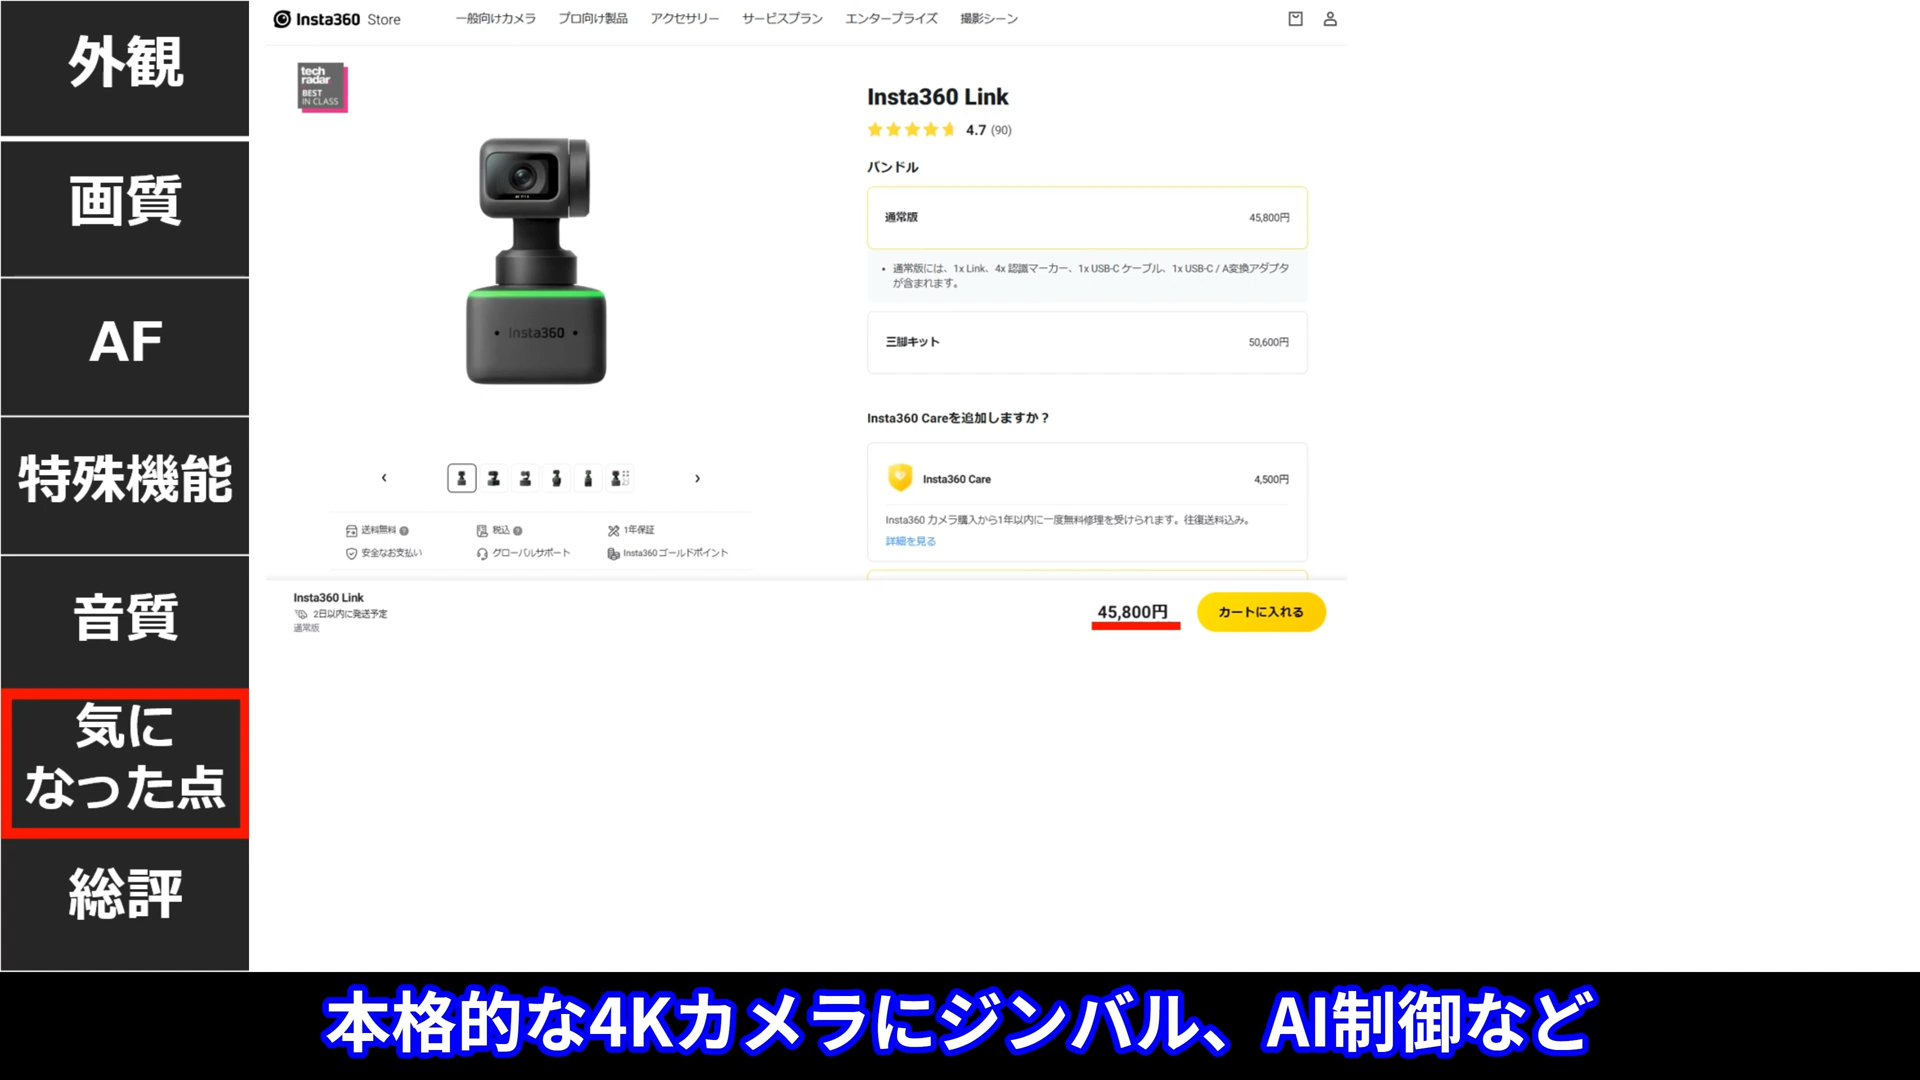 外観
画質
AF
特殊機能
音質
気に
なった点
総評
Insta360 Store
一般向けカメラ プロ向け製品 アクセサリー サービスプラン エンタープライズ 撮影シーン
tech
radar
BEST
IN CLASS
Insta360
送料無料 税込 1年保証
安全なお支払い グローバルサポート Insta360 ゴールドポイント
Insta360 Link
4.7 (90)
バンドル
通常版 45,800円
• 通常版には、1x Link、4x 認識マーカー、1x USB-C ケーブル、1x USB-C / A変換アダプタ
が含まれます。
三脚キット 50,600円
Insta360 Careを追加しますか？
Insta360 Care 4,500円
Insta360 カメラ購入から1年以内に一度無料修理を受けられます。往復送料込み。
詳細を見る
Insta360 Link
2日以内に発送予定
通常版
45,800円 カートに入れる
本格的な4Kカメラにジンバル、AI制御など